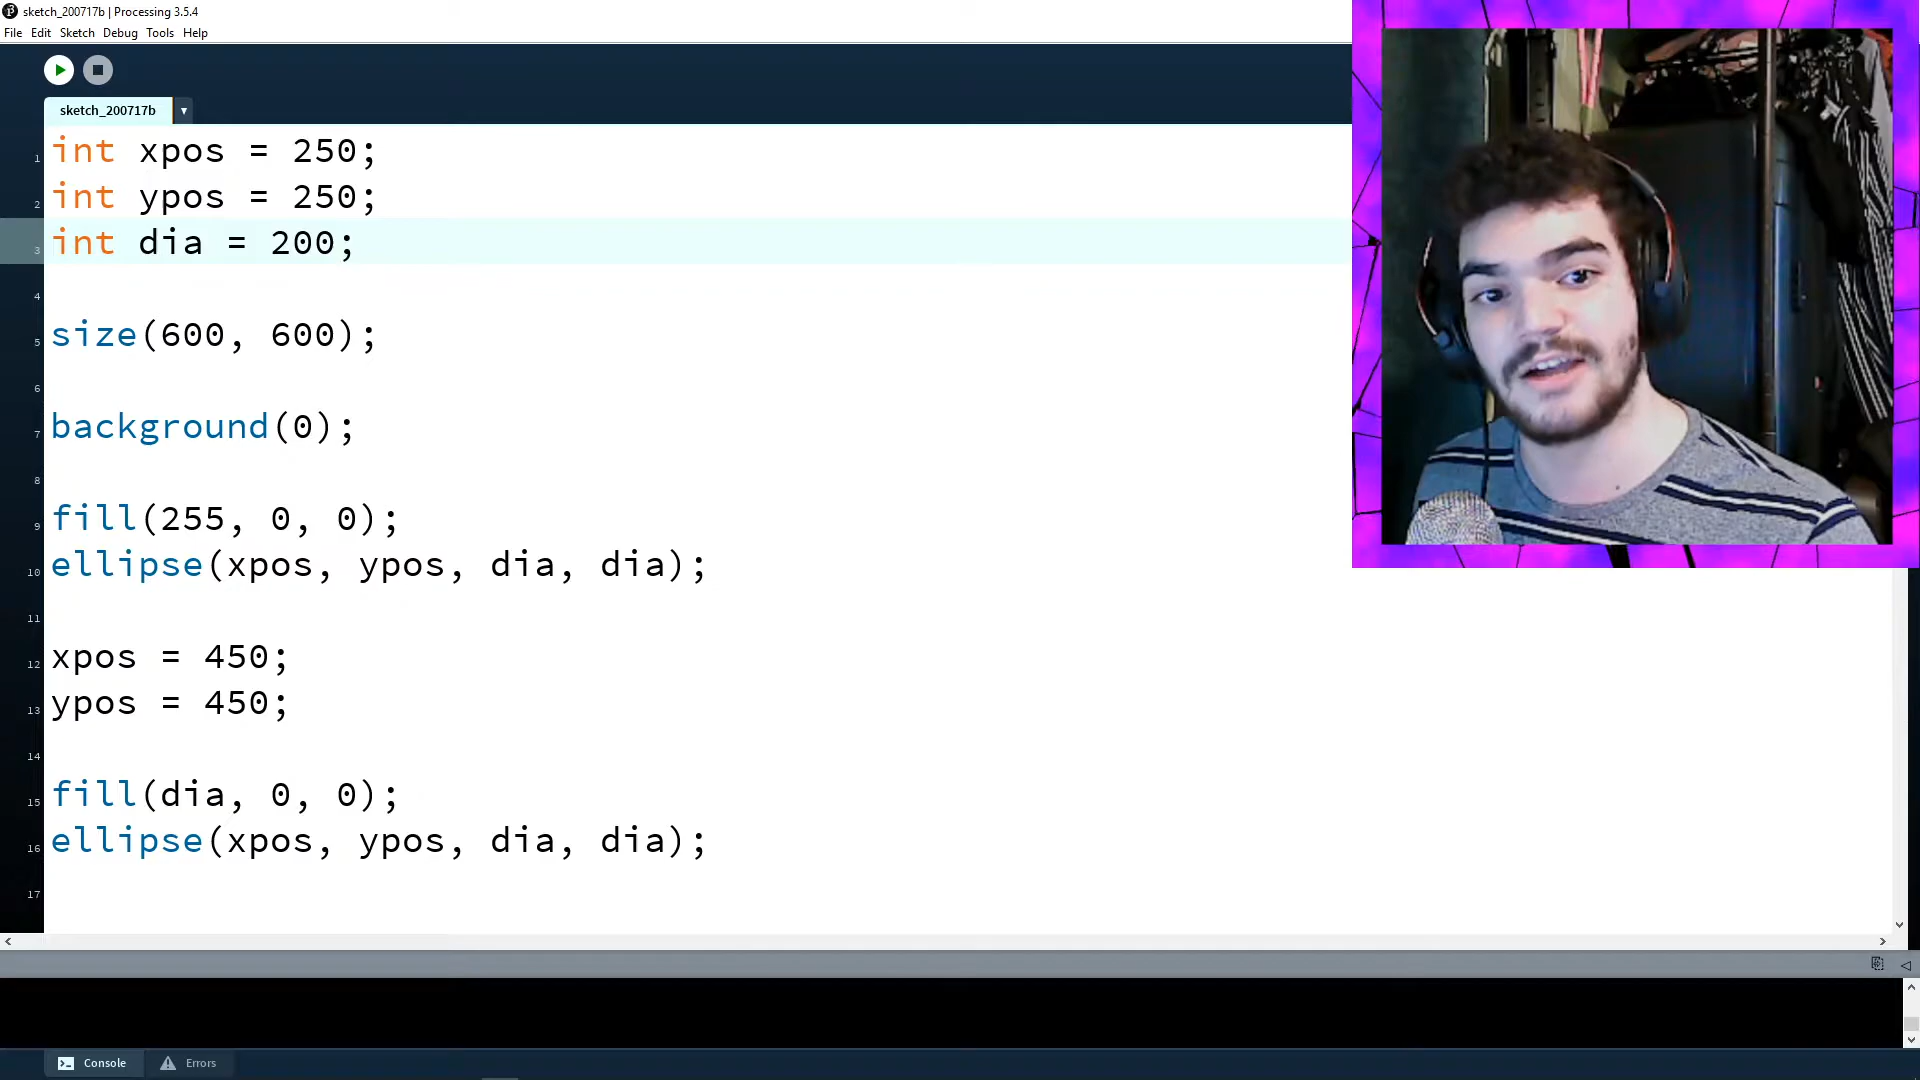 sketch_200717b | Processing 3.5.4
File Edit Sketch Debug Tools Help
sketch_200717b ▼
1 int xpos = 250;
2 int ypos = 250;
3 int dia = 200;
4
5 size(600, 600);
6
7 background(0);
8
9 fill(255, 0, 0);
10 ellipse(xpos, ypos, dia, dia);
11
12 xpos = 450;
13 ypos = 450;
14
15 fill(dia, 0, 0);
16 ellipse(xpos, ypos, dia, dia);
17
Console Errors